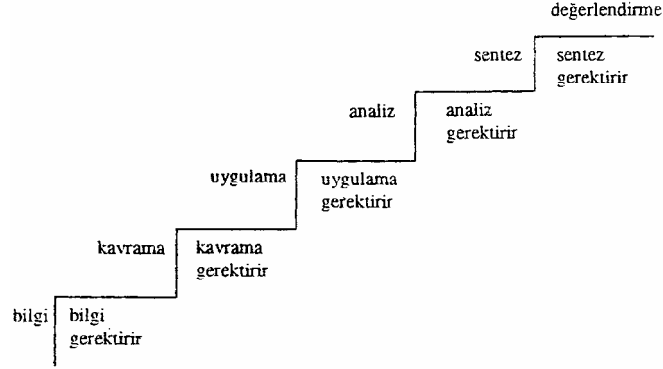 değerlendirme
sentez
sentez
gerektirir
analiz
analiz
gerektirir
uygulama
uygulama
gerektirir
kavrama
kavrama
gerektirir
bilgi
bilgi
gerektirir